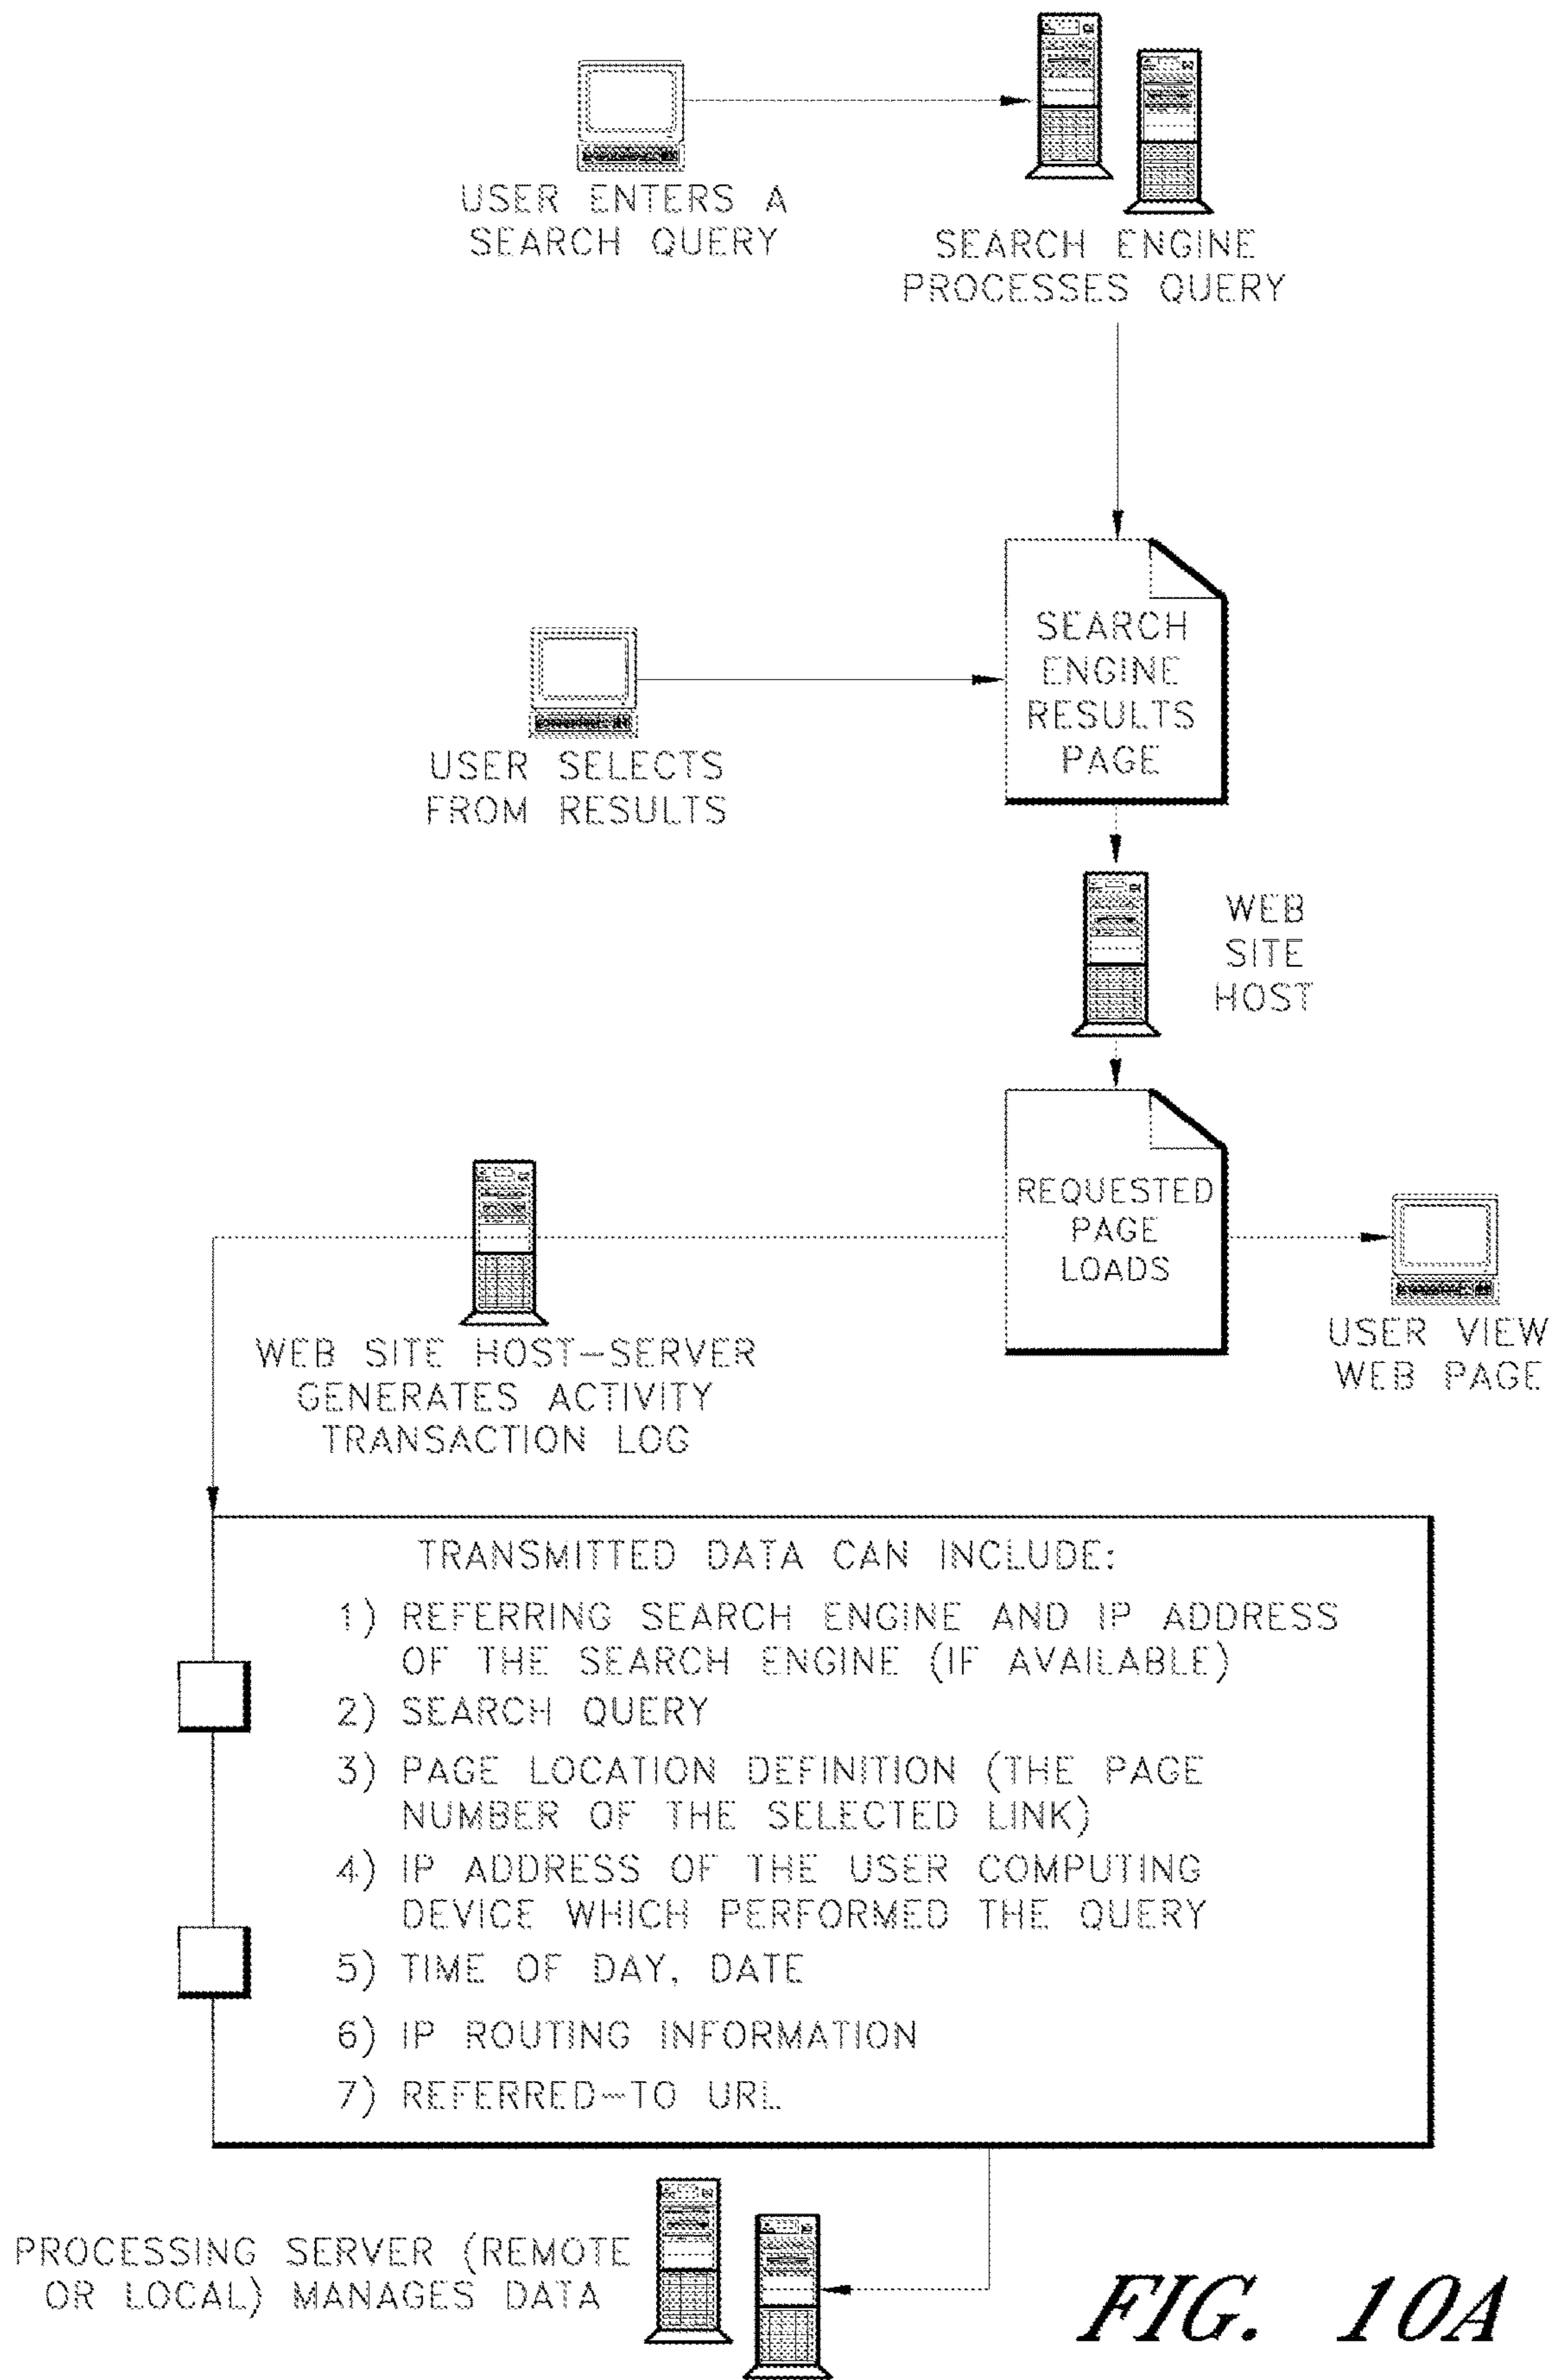 USER ENTERS A
SEARCH QUERY
SEARCH ENGINE
PROCESSES QUERY
SEARCH
ENGINE
RESULTS
PAGE
USER SELECTS
FROM RESULTS
WEB
SITE
HOST
REQUESTED
PAGE
LOADS
USER VIEW
WEB PAGE
WEB SITE HOST-SERVER
GENERATES ACTIVITY
TRANSACTION LOG
TRANSMITTED DATA CAN INCLUDE:
1) REFERRING SEARCH ENGINE AND IP ADDRESS
OF THE SEARCH ENGINE (IF AVAILABLE)
2) SEARCH QUERY
3) PAGE LOCATION DEFINITION (THE PAGE
NUMBER OF THE SELECTED LINK)
4) IP ADDRESS OF THE USER COMPUTING
DEVICE WHICH PERFORMED THE QUERY
5) TIME OF DAY, DATE
6) IP ROUTING INFORMATION
7) REFERRED-TO URL
PROCESSING SERVER (REMOTE
OR LOCAL) MANAGES DATA
FIG. 10A